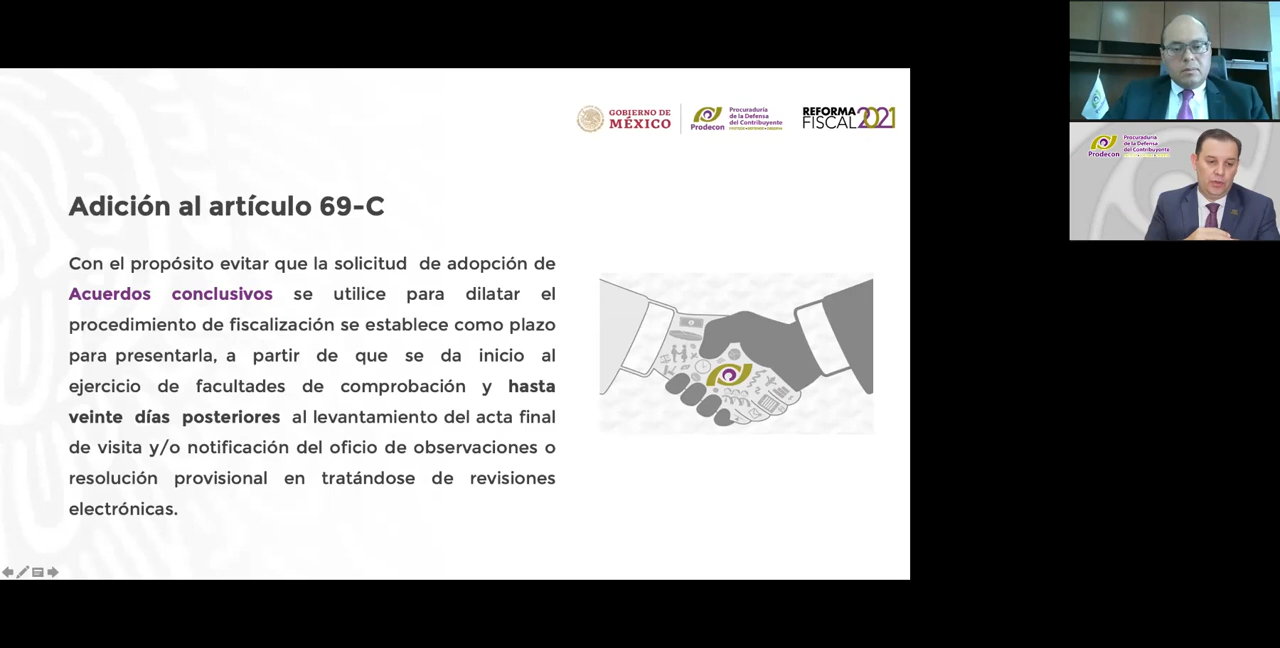 GOBIERNO DE
MÉXICO
Prodecon
Procuraduría
de la Defensa
del Contribuyente
REFORMA
FISCAL 2021
Adición al artículo 69-C
Con el propósito evitar que la solicitud de adopción de
Acuerdos conclusivos se utilice para dilatar el
procedimiento de fiscalización se establece como plazo
para presentarla, a partir de que se da inicio al
ejercicio de facultades de comprobación y hasta
veinte días posteriores al levantamiento del acta final
de visita y/o notificación del oficio de observaciones o
resolución provisional en tratándose de revisiones
electrónicas.
Prodecon
Procuraduría
de la Defensa
del Contribuyente